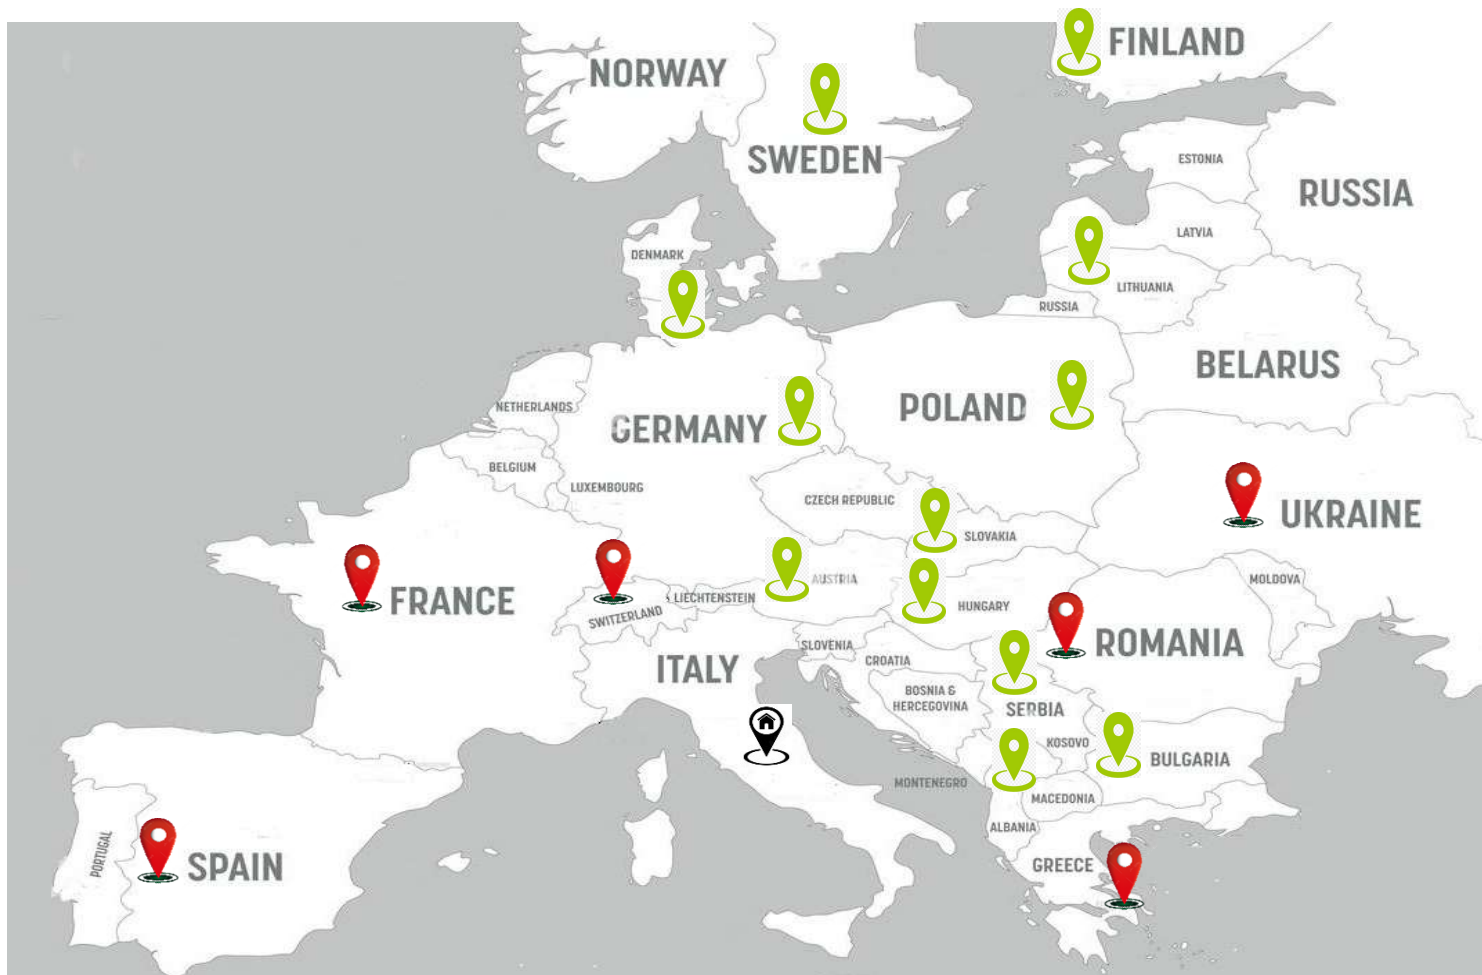 FINLAND
NORWAY
SWEDEN
ESTONIA
RUSSIA
LATVIA
DENMARK
LITHUANIA
RUSSIA
BELARUS
NETHERLANDS
POLAND
GERMANY
BELGIUM
LUXEMBOURG
CZECH REPUBLIC
UKRAINE
SLOVAKIA
AUSTRIA
MOLDOVA
FRANCE
LIECHTENSTEIN
HUNGARY
SWITZERLAND
ROMANIA
SLOVENIA
CROATIA
ITALY
BOSNIA &
HERCEGOVINA
SERBIA
KOSOVO
BULGARIA
MONTENEGRO
MACEDONIA
ALBANIA
PORTUGAL
SPAIN
GREECE